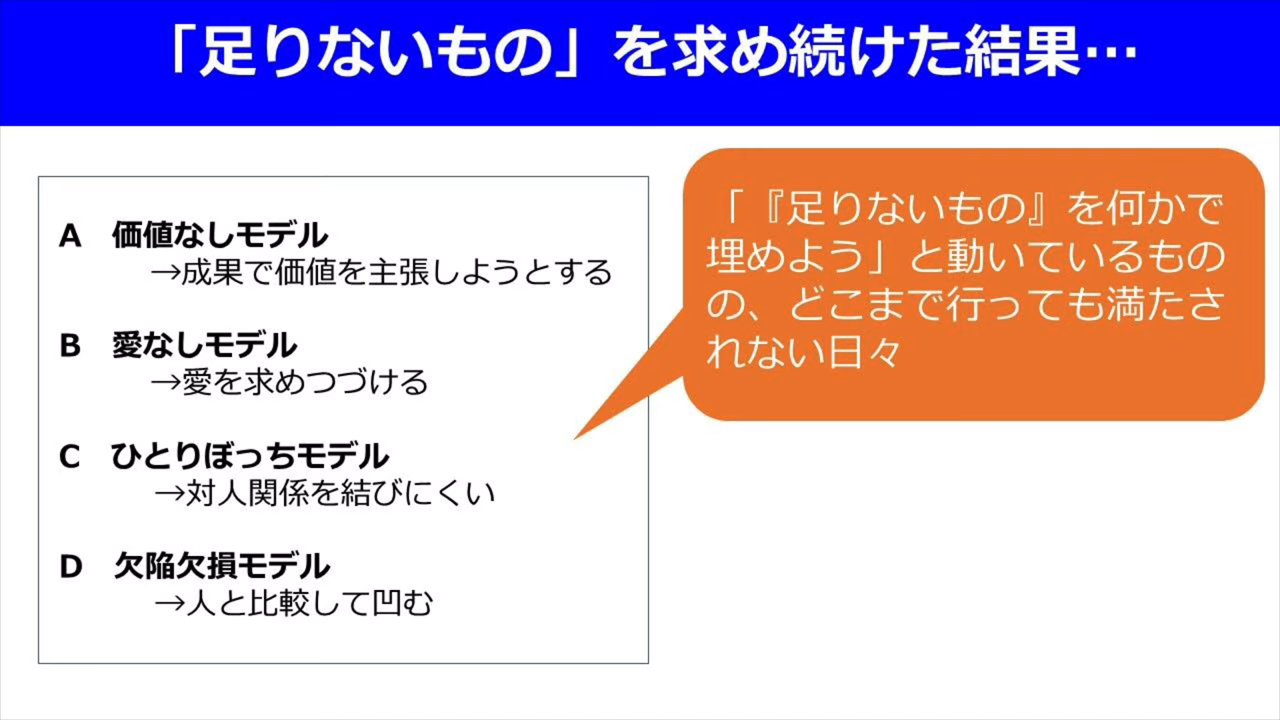 「足りないもの」を求め続けた結果…
A　価値なしモデル
→成果で価値を主張しようとする
B　愛なしモデル
→愛を求めつづける
C　ひとりぼっちモデル
→対人関係を結びにくい
D　欠陥欠損モデル
→人と比較して凹む
「『足りないもの』を何かで
埋めよう」と動いているもの
の、どこまで行っても満たさ
れない日々